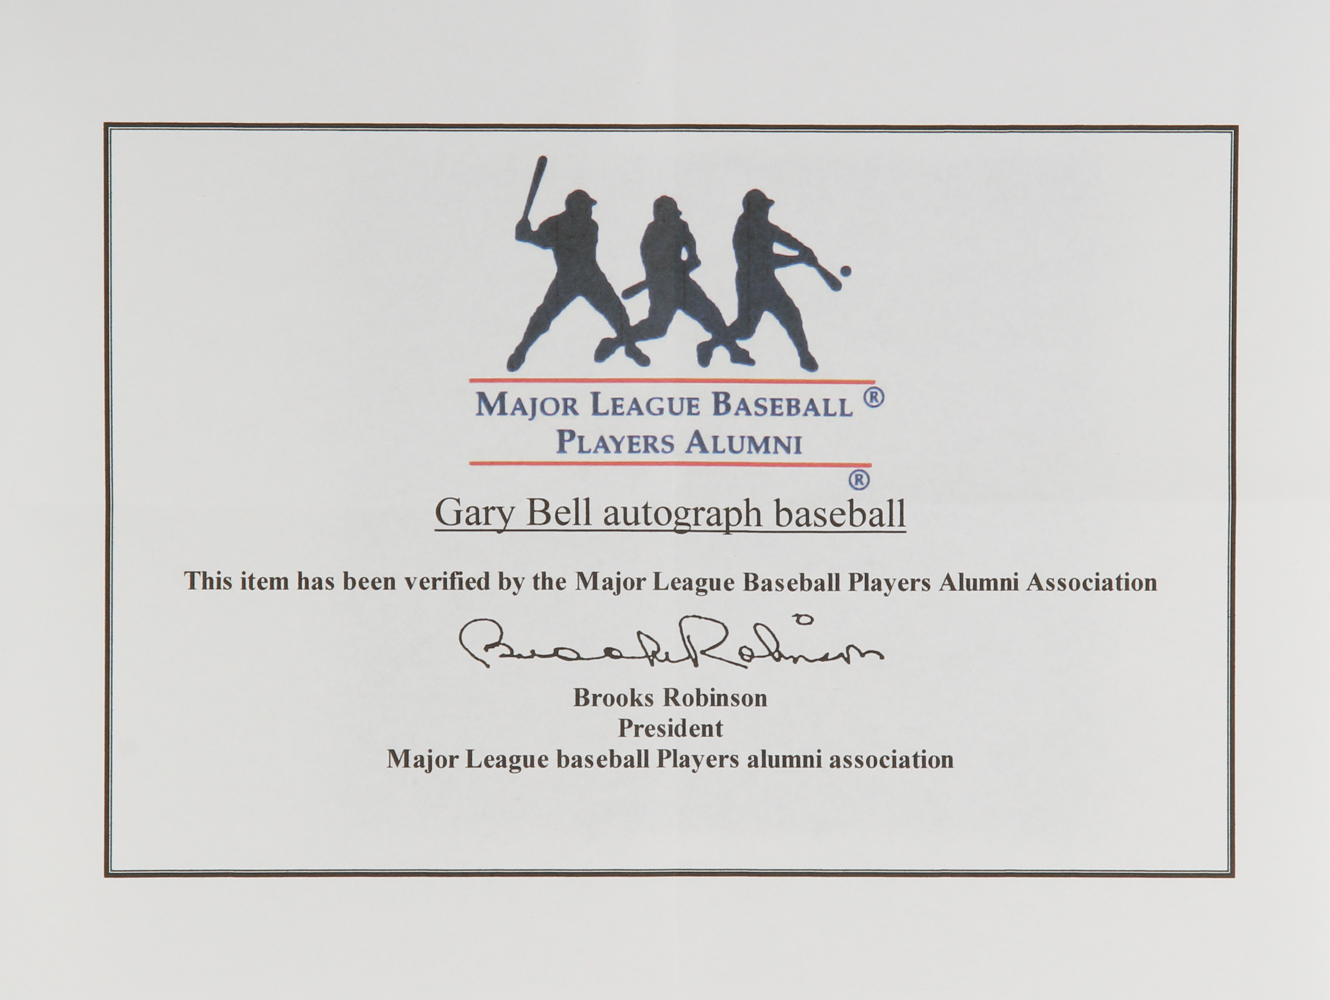 MAJOR LEAGUE BASEBALL ®
PLAYERS ALUMNI
®
Gary Bell autograph baseball
This item has been verified by the Major League Baseball Players Alumni Association
Brooks Robinson
Brooks Robinson
President
Major League baseball Players alumni association